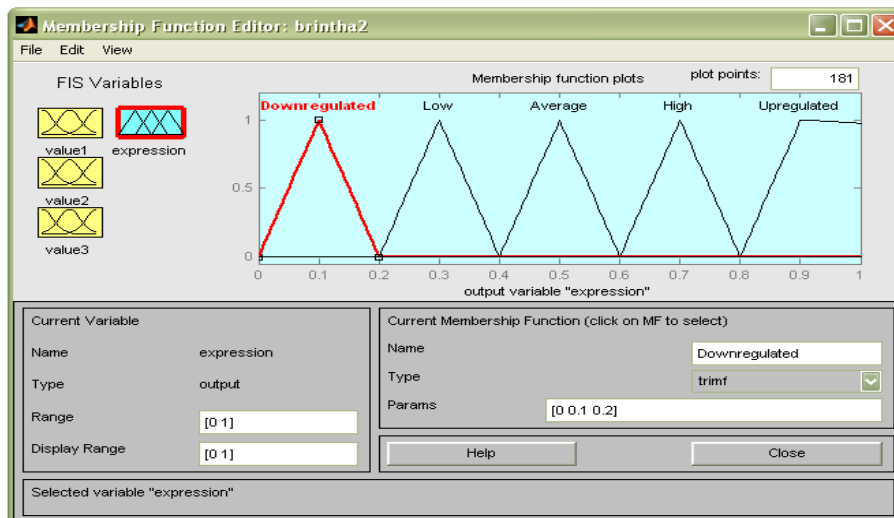 Membership Function Editor: brintha2
File Edit View
FIS Variables
Membership function plots
plot points: 181
value1 expression
value2
value3
Downregulated Low Average High Upregulated
1
0.5
0
0 0.1 0.2 0.3 0.4 0.5 0.6 0.7 0.8 0.9 1
output variable "expression"
Current Variable
Name expression
Type output
Range [0 1]
Display Range [0 1]
Current Membership Function (click on MF to select)
Name Downregulated
Type trimf
Params [0 0.1 0.2]
Help Close
Selected variable "expression"